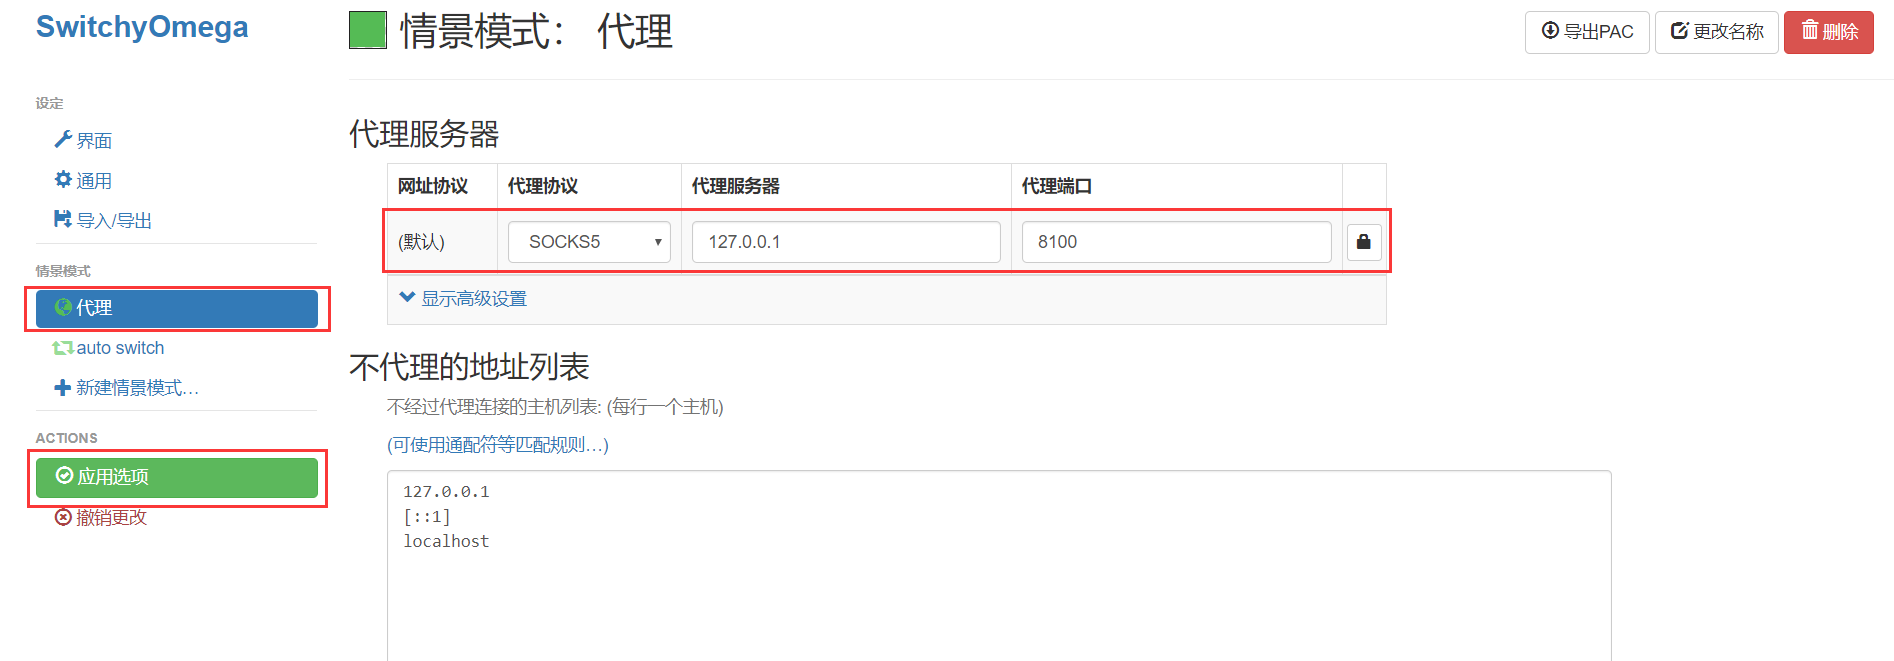 SwitchyOmega
设定
界面
通用
导入/导出
情景模式
代理
auto switch
新建情景模式…
ACTIONS
应用选项
撤销更改
情景模式： 代理
导出PAC
更改名称
删除
代理服务器
网址协议 代理协议 代理服务器 代理端口
(默认) SOCKS5 127.0.0.1 8100
显示高级设置
不代理的地址列表
不经过代理连接的主机列表: (每行一个主机)
(可使用通配符等匹配规则…)
127.0.0.1
[::1]
localhost